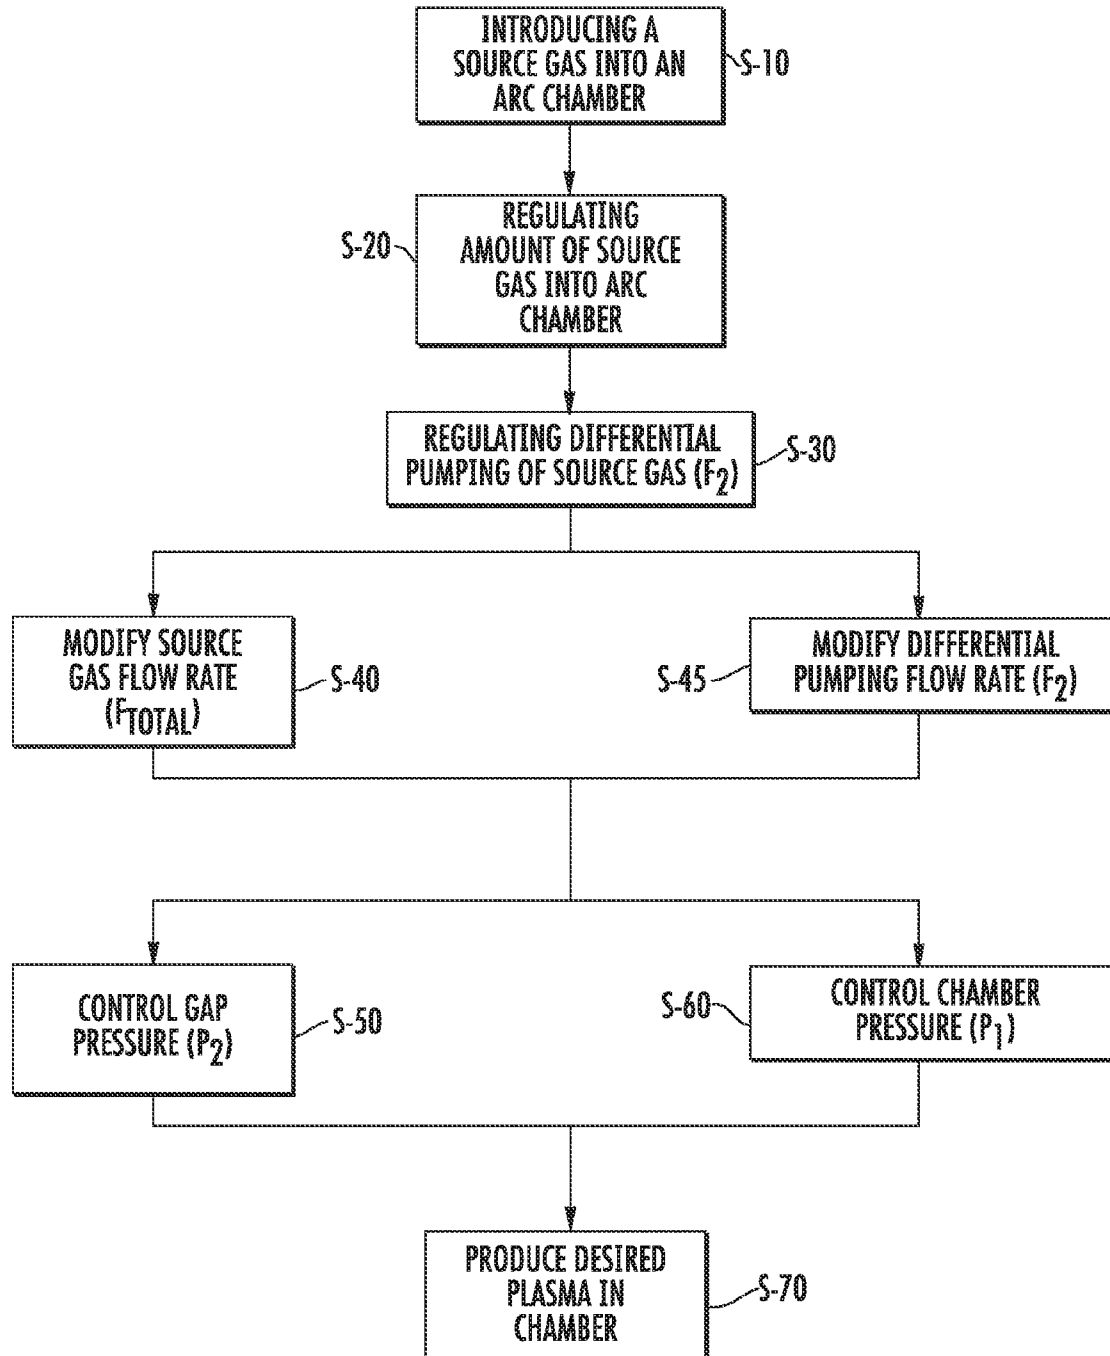 INTRODUCING A
SOURCE GAS INTO AN
ARC CHAMBER
S-10
REGULATING
AMOUNT OF SOURCE
GAS INTO ARC
CHAMBER
S-20
REGULATING DIFFERENTIAL
PUMPING OF SOURCE GAS (F2)
S-30
MODIFY SOURCE
GAS FLOW RATE
(FTOTAL)
S-40
S-45
MODIFY DIFFERENTIAL
PUMPING FLOW RATE (F2)
CONTROL GAP
PRESSURE (P2)
S-50
S-60
CONTROL CHAMBER
PRESSURE (P1)
PRODUCE DESIRED
PLASMA IN
CHAMBER
S-70